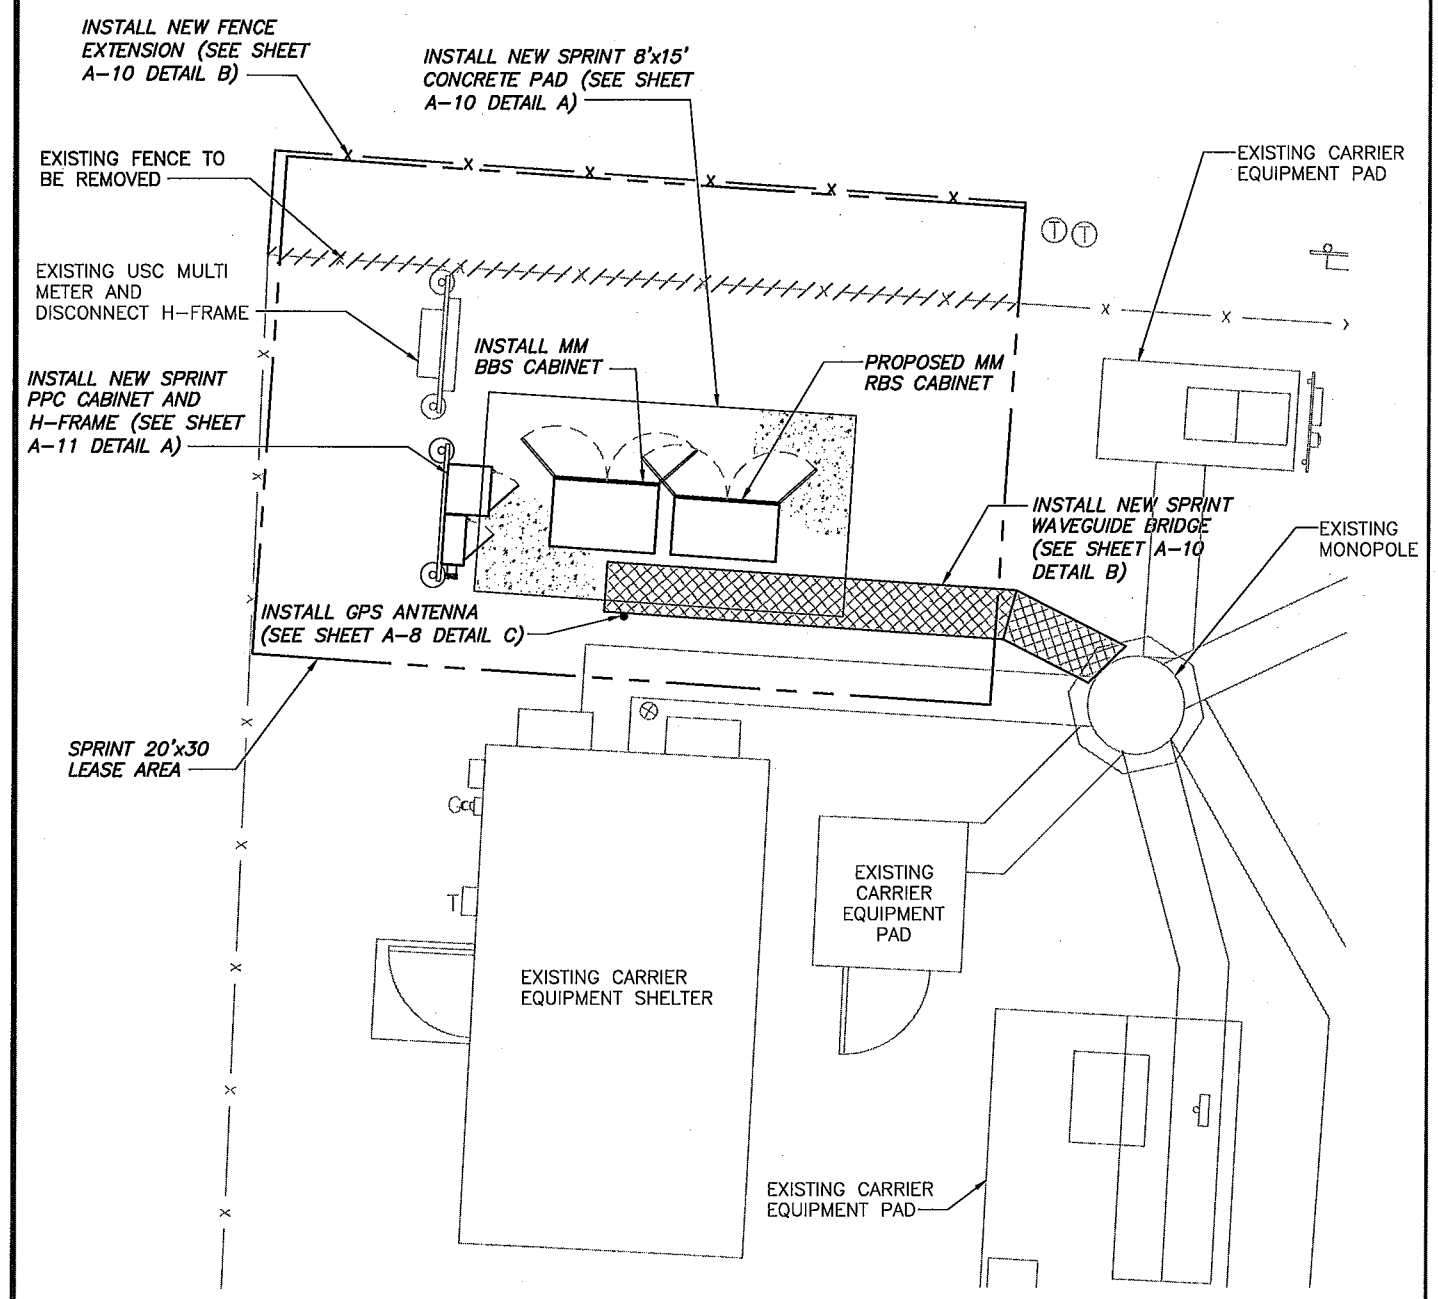 INSTALL NEW FENCE
EXTENSION (SEE SHEET
A-10 DETAIL B)
INSTALL NEW SPRINT 8'x15'
CONCRETE PAD (SEE SHEET
A-10 DETAIL A)
EXISTING FENCE TO
BE REMOVED
EXISTING CARRIER
EQUIPMENT PAD
T T
EXISTING USC MULTI
METER AND
DISCONNECT H-FRAME
INSTALL MM
BBS CABINET
PROPOSED MM
RBS CABINET
INSTALL NEW SPRINT
PPC CABINET AND
H-FRAME (SEE SHEET
A-11 DETAIL A)
INSTALL NEW SPRINT
WAVEGUIDE BRIDGE
(SEE SHEET A-10
DETAIL B)
EXISTING
MONOPOLE
INSTALL GPS ANTENNA
(SEE SHEET A-8 DETAIL C)
SPRINT 20'x30
LEASE AREA
T
EXISTING
CARRIER
EQUIPMENT
PAD
EXISTING CARRIER
EQUIPMENT SHELTER
EXISTING CARRIER
EQUIPMENT PAD